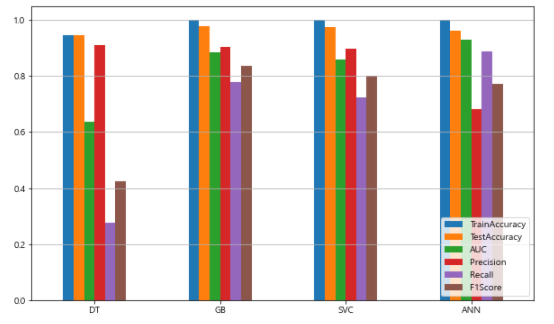 1.0
0.8
0.6
0.4
0.2
0.0
DT GB SVC ANN
TrainAccuracy
TestAccuracy
AUC
Precision
Recall
F1Score